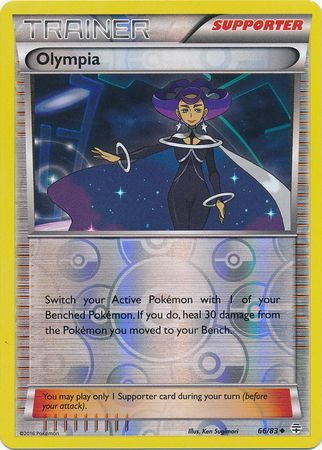 TRAINER
SUPPORTER
Olympia
Switch your Active Pokémon with 1 of your
Benched Pokémon. If you do, heal 30 damage from
the Pokémon you moved to your Bench.
You may play only 1 Supporter card during your turn (before
your attack).
©2016 Pokémon
Illus. Ken Sugimori
66/83